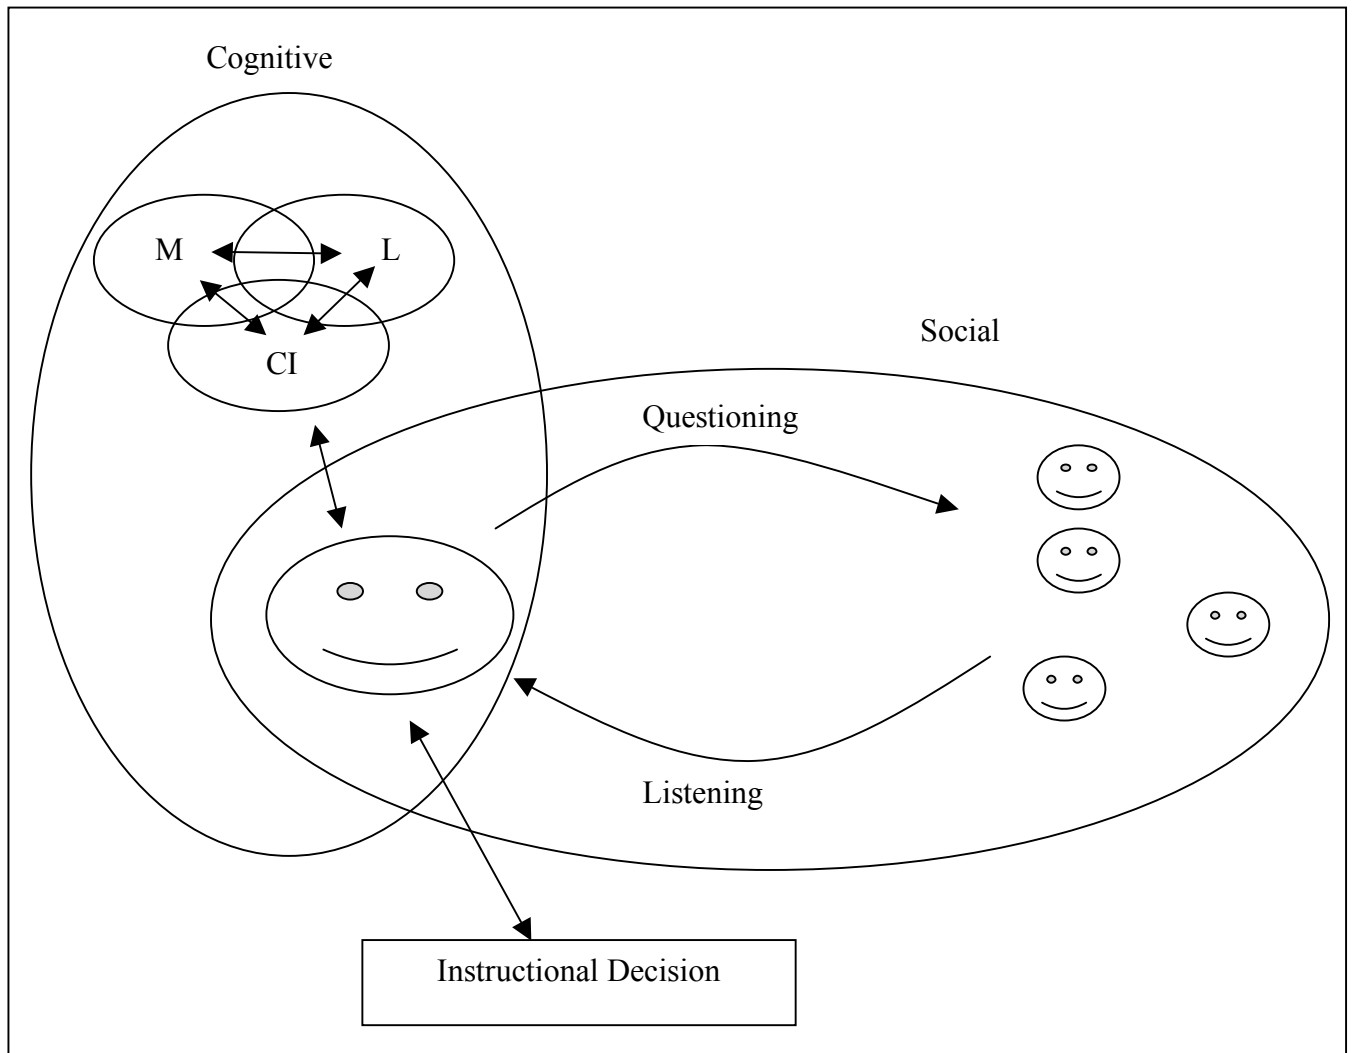 Cognitive
M
L
CI
Social
Questioning
Listening
Instructional Decision